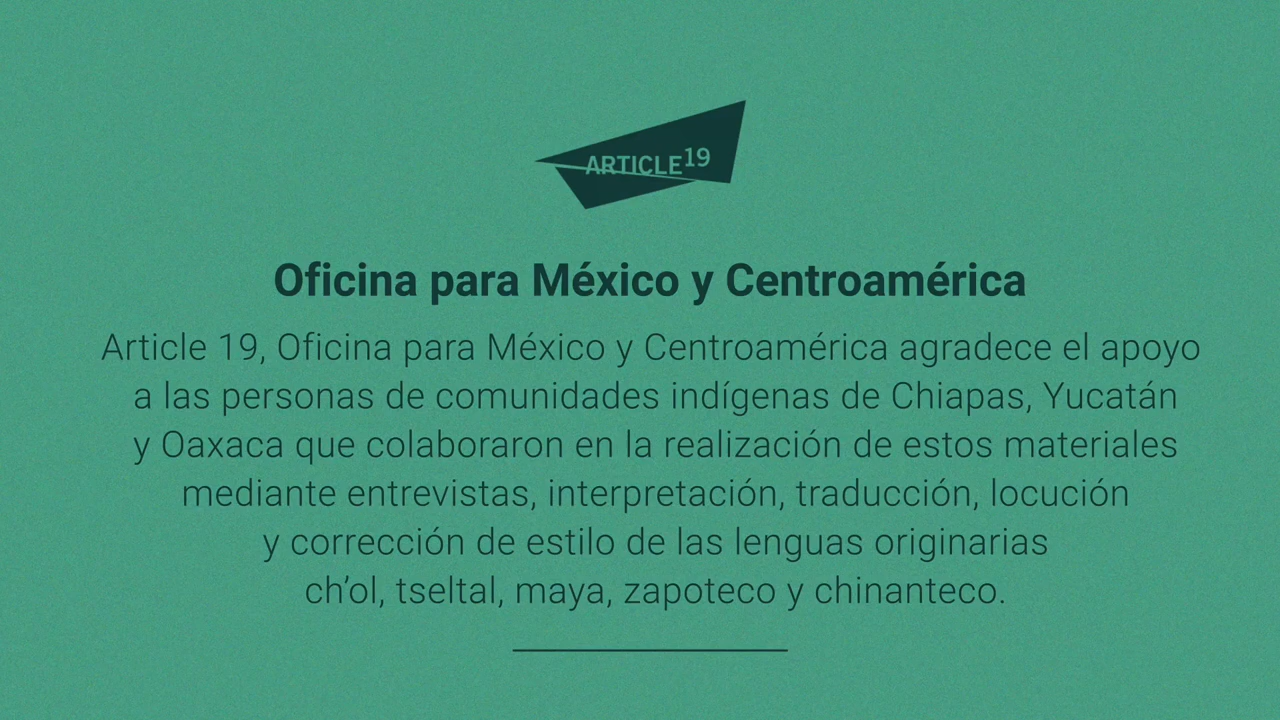 ARTICLE19
Oficina para México y Centroamérica
Article 19, Oficina para México y Centroamérica agradece el apoyo
a las personas de comunidades indígenas de Chiapas, Yucatán
y Oaxaca que colaboraron en la realización de estos materiales
mediante entrevistas, interpretación, traducción, locución
y corrección de estilo de las lenguas originarias
ch’ol, tseltal, maya, zapoteco y chinanteco.